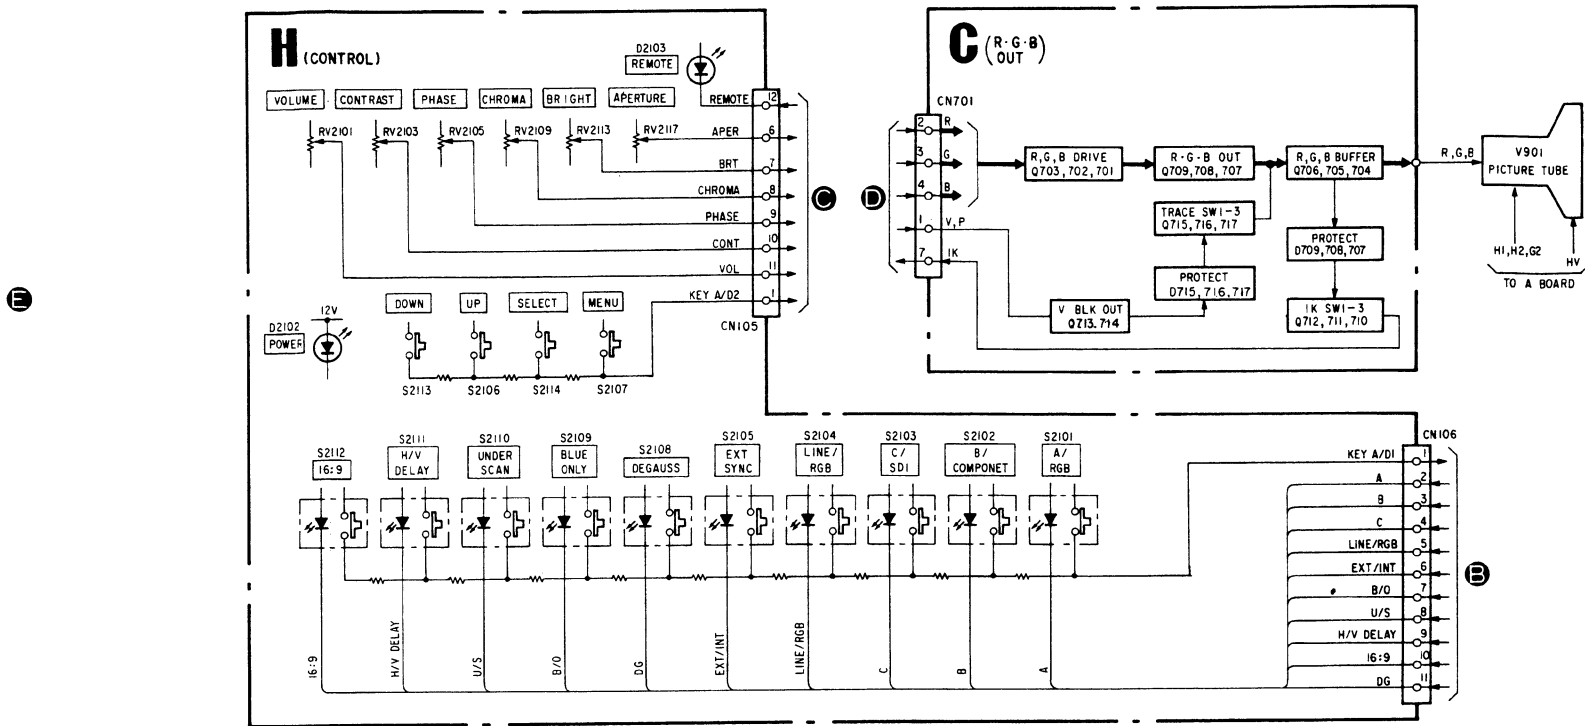 H (CONTROL)
D2103
REMOTE
VOLUME CONTRAST PHASE CHROMA BRIGHT APERTURE
RV2101 RV2103 RV2105 RV2109 RV2113 RV2117
REMOTE 12
APER 6
BRT 7
CHROMA 8
PHASE 9
CONT 10
VOL 11
KEY A/D2 1
CN105
C
E
12V
D2102
POWER
DOWN UP SELECT MENU
S2113 S2106 S2114 S2107
C (R·G·B)
OUT
CN701
2 R
3 G
4 B
1 V,P
7 IK
D
R,G,B DRIVE
Q703,702,701
R·G·B OUT
Q709,708,707
R,G,B BUFFER
Q706,705,704
TRACE SW1-3
Q715,716,717
PROTECT
D709,708,707
PROTECT
D715,716,717
V BLK OUT
Q713,714
IK SW1-3
Q712,711,710
R,G,B
V901
PICTURE TUBE
H1,H2,G2
HV
TO A BOARD
S2112
16:9
S2111
H/V
DELAY
S2110
UNDER
SCAN
S2109
BLUE
ONLY
S2108
DEGAUSS
S2105
EXT
SYNC
S2104
LINE/
RGB
S2103
C/
SDI
S2102
B/
COMPONET
S2101
A/
RGB
CN106
KEY A/D1 1
A 2
B 3
C 4
LINE/RGB 5
EXT/INT 6
B/O 7
U/S 8
H/V DELAY 9
16:9 10
DG 11
B
16:9
H/V DELAY
U/S
B/O
DG
EXT/INT
LINE/RGB
C
B
A